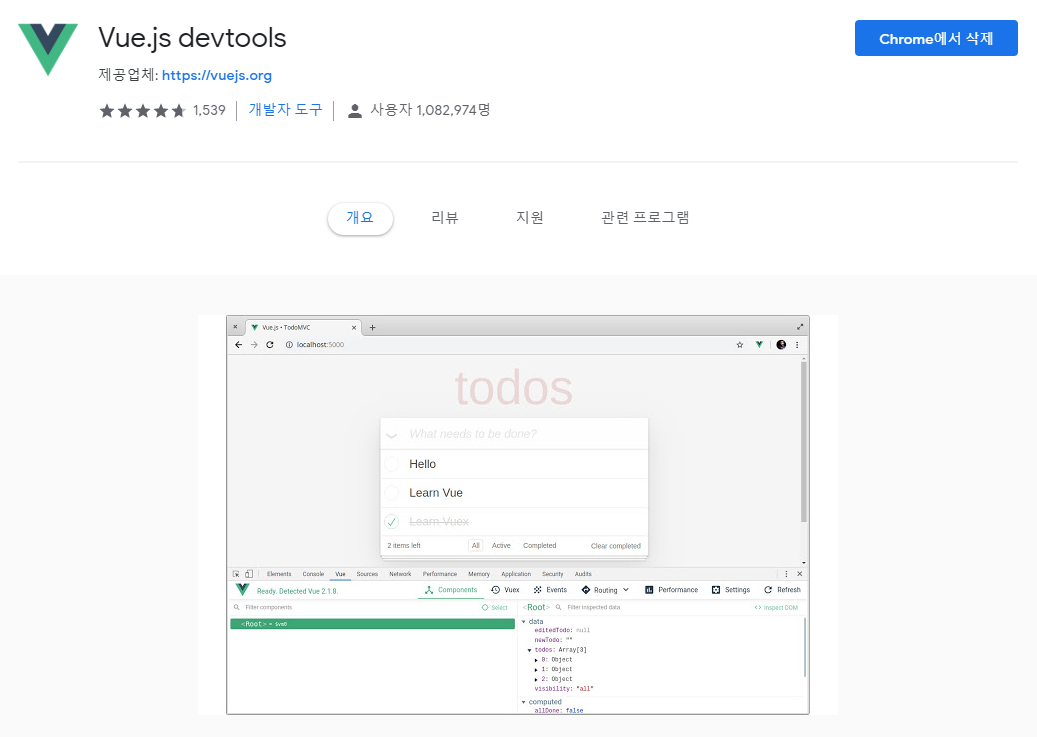 Vue.js devtools
Chrome에서 삭제
제공업체: https://vuejs.org
1,539 개발자 도구 사용자 1,082,974명
개요 리뷰 지원 관련 프로그램
Vue.js • TodoMVC
localhost:5000
todos
What needs to be done?
Hello
Learn Vue
Learn Vuex
2 items left All Active Completed Clear completed
Elements Console Vue Sources Network Performance Memory Application Security Audits
Ready. Detected Vue 2.1.8. Components Vuex Events Routing Performance Settings Refresh
Filter components Select <Root> Filter inspected data Inspect DOM
<Root> = $vm0
data
editedTodo: null
newTodo: ""
todos: Array[3]
0: Object
1: Object
2: Object
visibility: "all"
computed
allDone: false